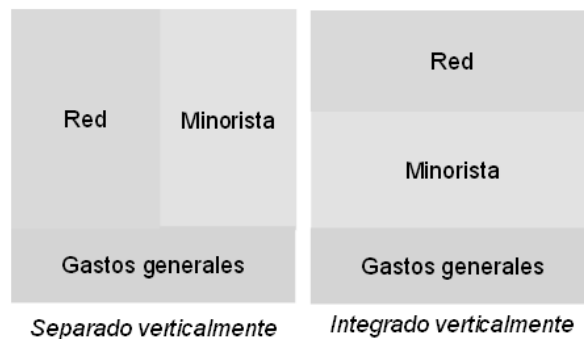 Red
Minorista
Gastos generales
Separado verticalmente
Red
Minorista
Gastos generales
Integrado verticalmente